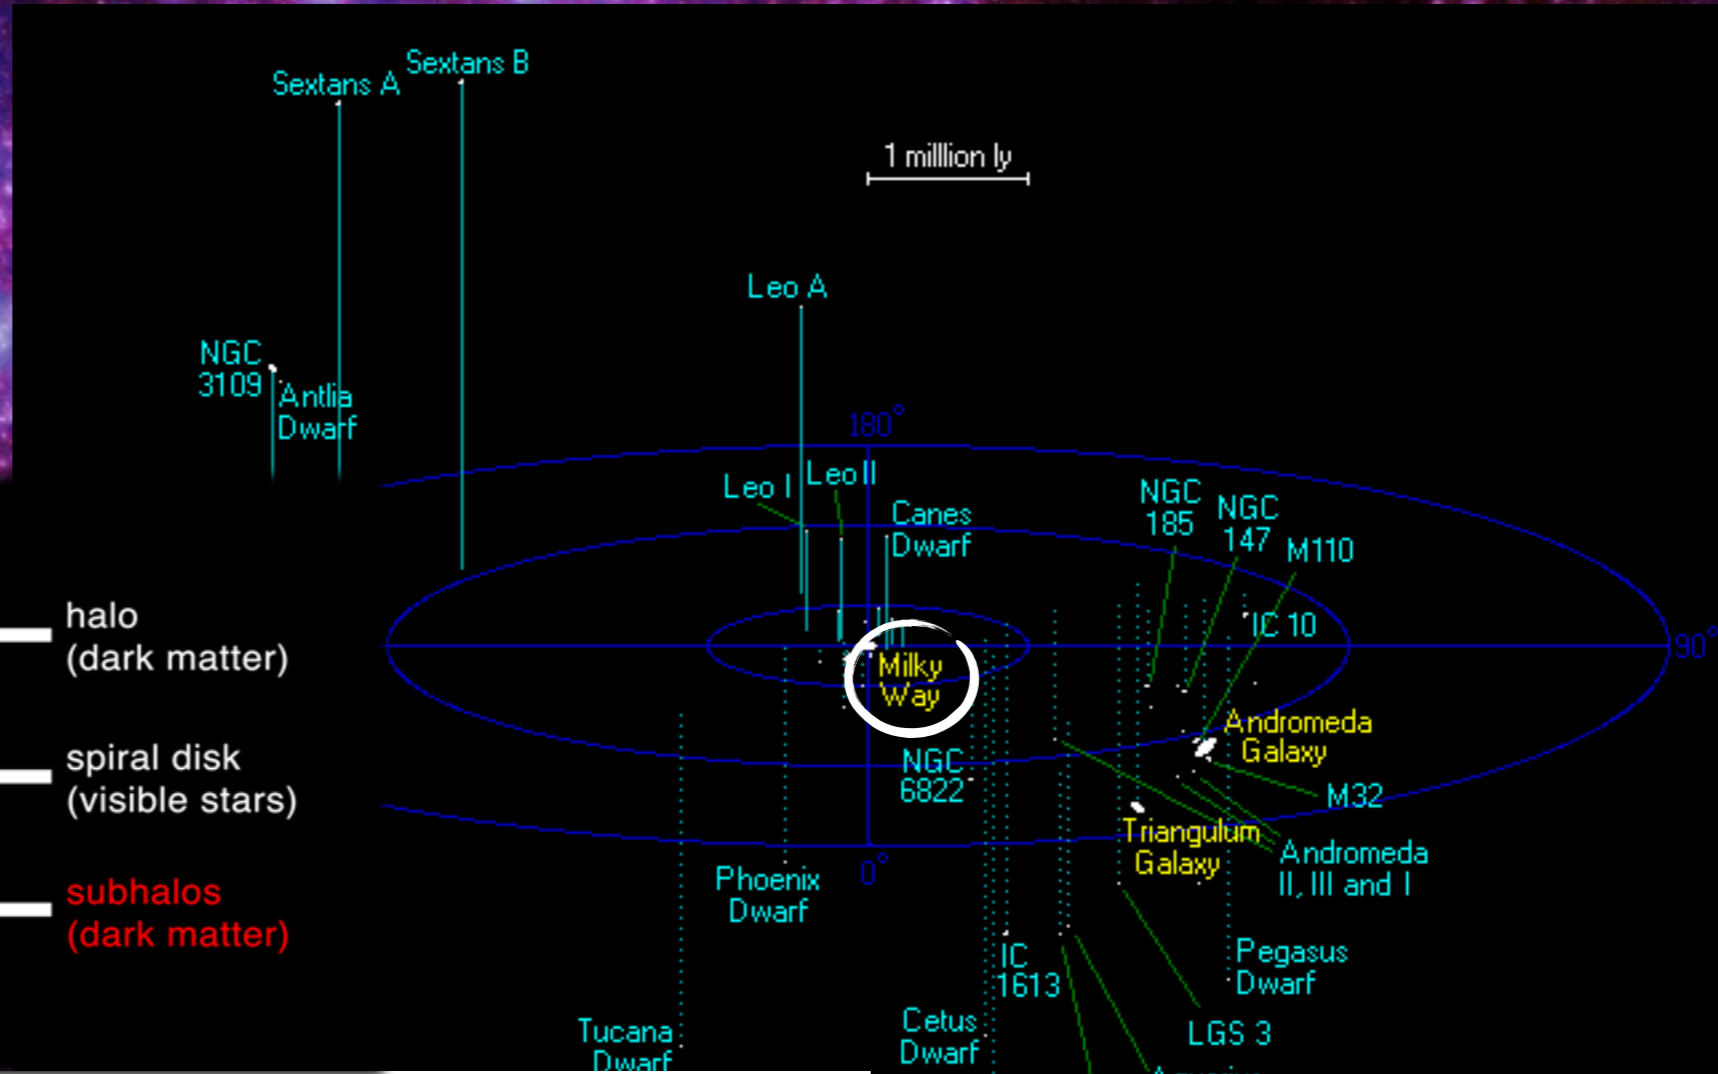 Sextans A
Sextans B
1 milllion ly
Leo A
NGC
3109
Antlia
Dwarf
180°
Leo I
Leo II
Canes
Dwarf
NGC
185
NGC
147
M110
IC 10
90°
halo
(dark matter)
Milky
Way
Andromeda
Galaxy
spiral disk
(visible stars)
NGC
6822
M32
Triangulum
Galaxy
Andromeda
II, III and I
0°
Phoenix
Dwarf
subhalos
(dark matter)
IC
1613
Pegasus
Dwarf
LGS 3
Cetus
Dwarf
Tucana
Dwarf